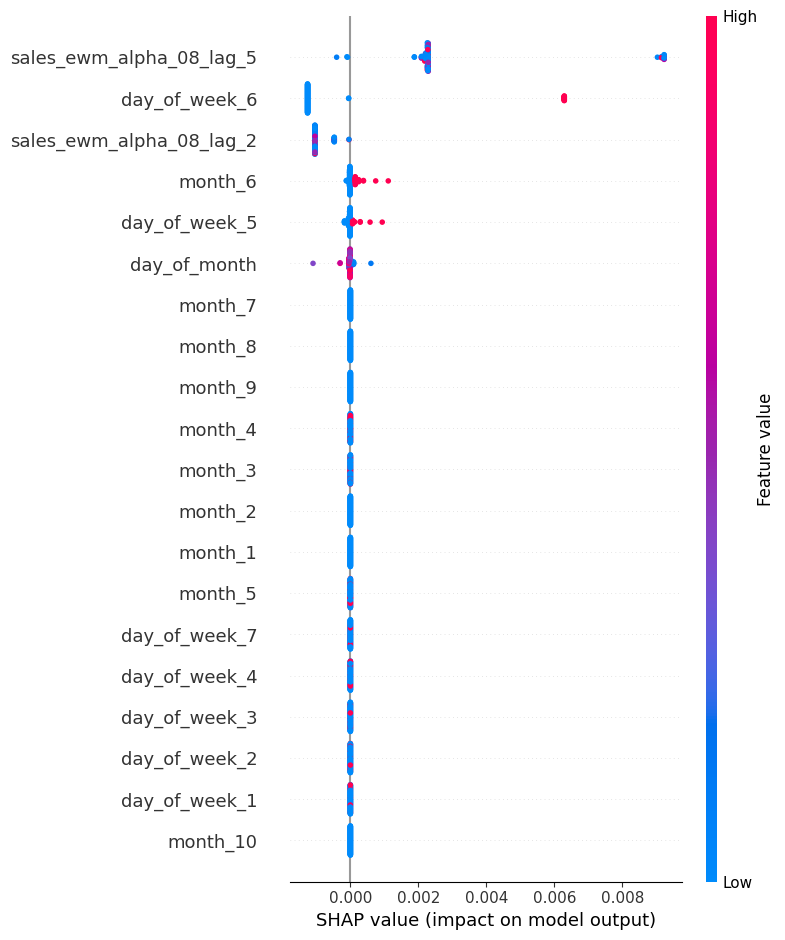 High
sales_ewm_alpha_08_lag_5
day_of_week_6
sales_ewm_alpha_08_lag_2
month_6
day_of_week_5
day_of_month
month_7
month_8
month_9
month_4
month_3
month_2
month_1
month_5
day_of_week_7
day_of_week_4
day_of_week_3
day_of_week_2
day_of_week_1
month_10
Feature value
Low
0.000 0.002 0.004 0.006 0.008
SHAP value (impact on model output)